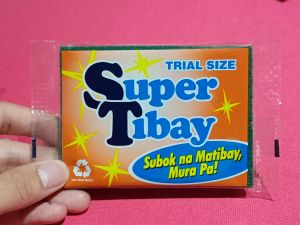 TRIAL SIZE
Super
Tibay
Subok na Matibay,
Mura Pa!